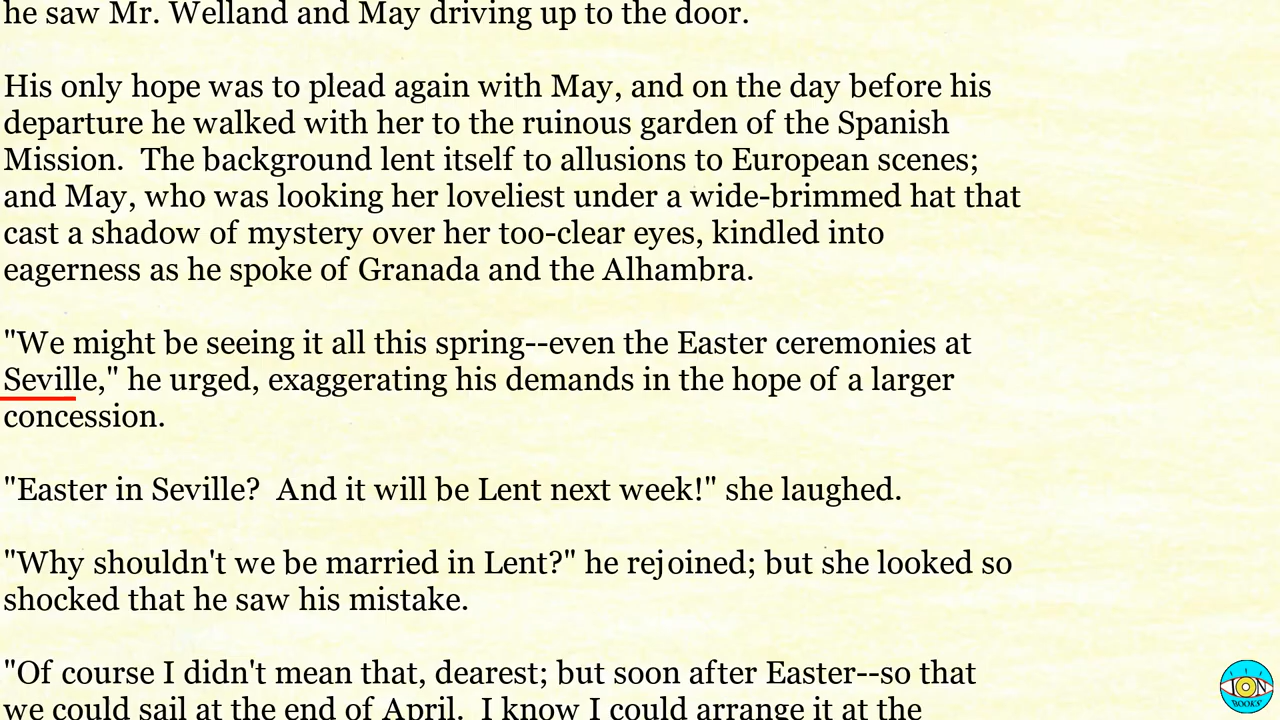 he saw Mr. Welland and May driving up to the door.
His only hope was to plead again with May, and on the day before his
departure he walked with her to the ruinous garden of the Spanish
Mission.  The background lent itself to allusions to European scenes;
and May, who was looking her loveliest under a wide-brimmed hat that
cast a shadow of mystery over her too-clear eyes, kindled into
eagerness as he spoke of Granada and the Alhambra.
"We might be seeing it all this spring--even the Easter ceremonies at
Seville," he urged, exaggerating his demands in the hope of a larger
concession.
"Easter in Seville?  And it will be Lent next week!" she laughed.
"Why shouldn't we be married in Lent?" he rejoined; but she looked so
shocked that he saw his mistake.
"Of course I didn't mean that, dearest; but soon after Easter--so that
we could sail at the end of April.  I know I could arrange it at the
ION
BOOKS